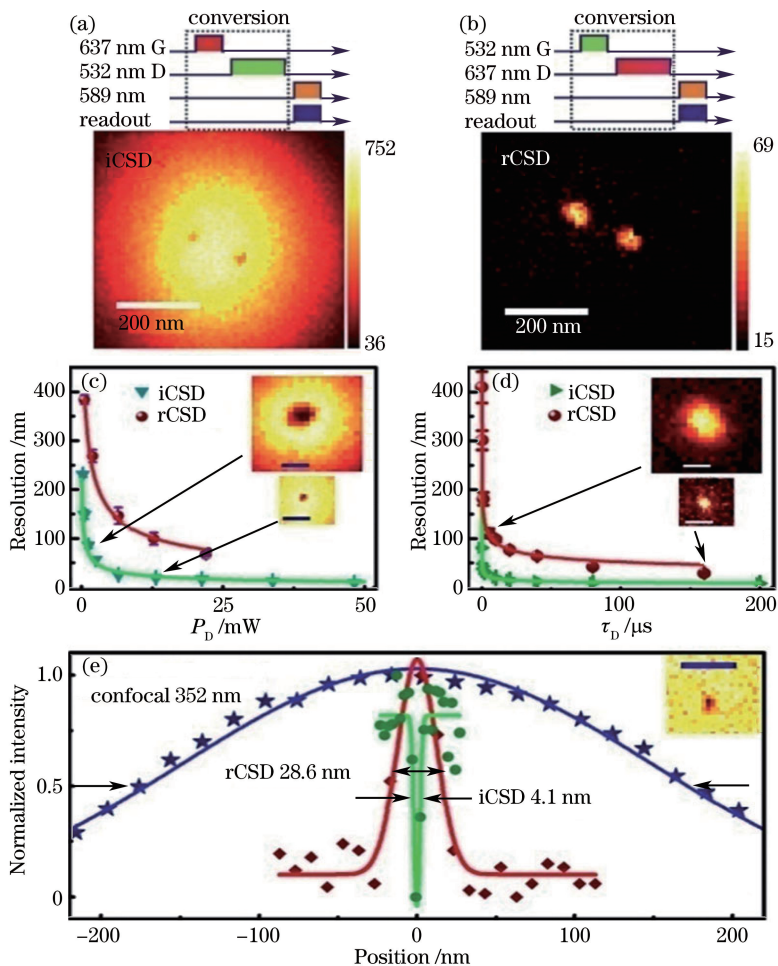 (a)
conversion
637 nm G
532 nm D
589 nm
readout
iCSD
752
36
200 nm
(b)
conversion
532 nm G
637 nm D
589 nm
readout
rCSD
69
15
200 nm
(c)
iCSD
rCSD
Resolution /nm
400
300
200
100
0
0
25
50
P_D /mW
(d)
iCSD
rCSD
Resolution /nm
400
300
200
100
0
0
100
200
τ_D /μs
(e)
confocal 352 nm
rCSD 28.6 nm
iCSD 4.1 nm
Normalized intensity
1.0
0.5
0
−200
−100
0
100
200
Position /nm